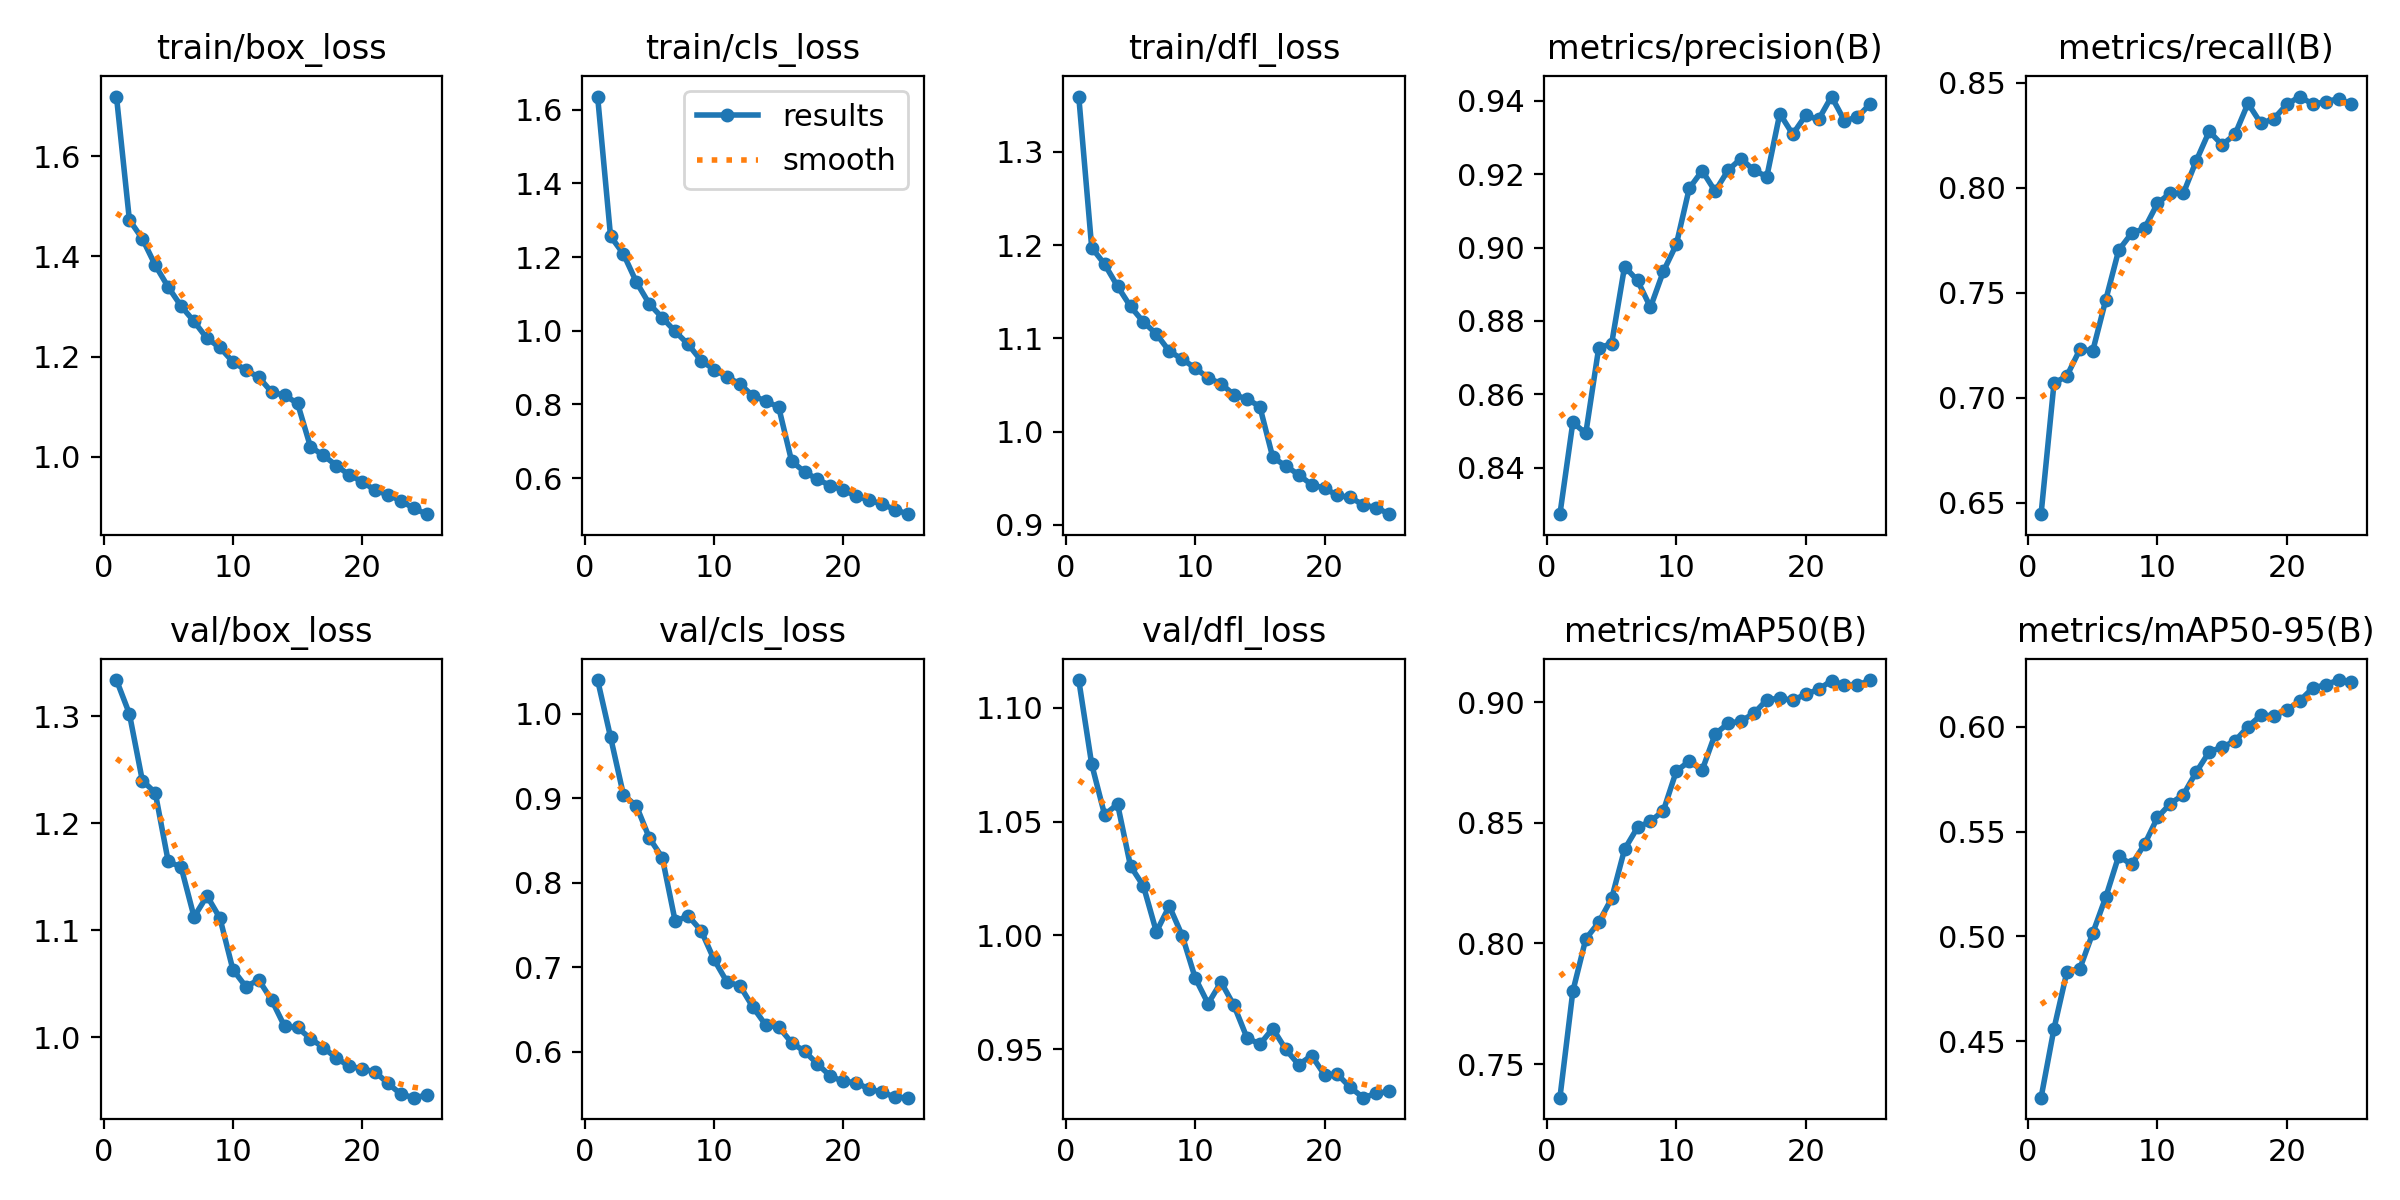 train/box_loss
1.6
1.4
1.2
1.0
0 10 20
train/cls_loss
results
smooth
1.6
1.4
1.2
1.0
0.8
0.6
0 10 20
train/dfl_loss
1.3
1.2
1.1
1.0
0.9
0 10 20
metrics/precision(B)
0.94
0.92
0.90
0.88
0.86
0.84
0 10 20
metrics/recall(B)
0.85
0.80
0.75
0.70
0.65
0 10 20
val/box_loss
1.3
1.2
1.1
1.0
0 10 20
val/cls_loss
1.0
0.9
0.8
0.7
0.6
0 10 20
val/dfl_loss
1.10
1.05
1.00
0.95
0 10 20
metrics/mAP50(B)
0.90
0.85
0.80
0.75
0 10 20
metrics/mAP50-95(B)
0.60
0.55
0.50
0.45
0 10 20